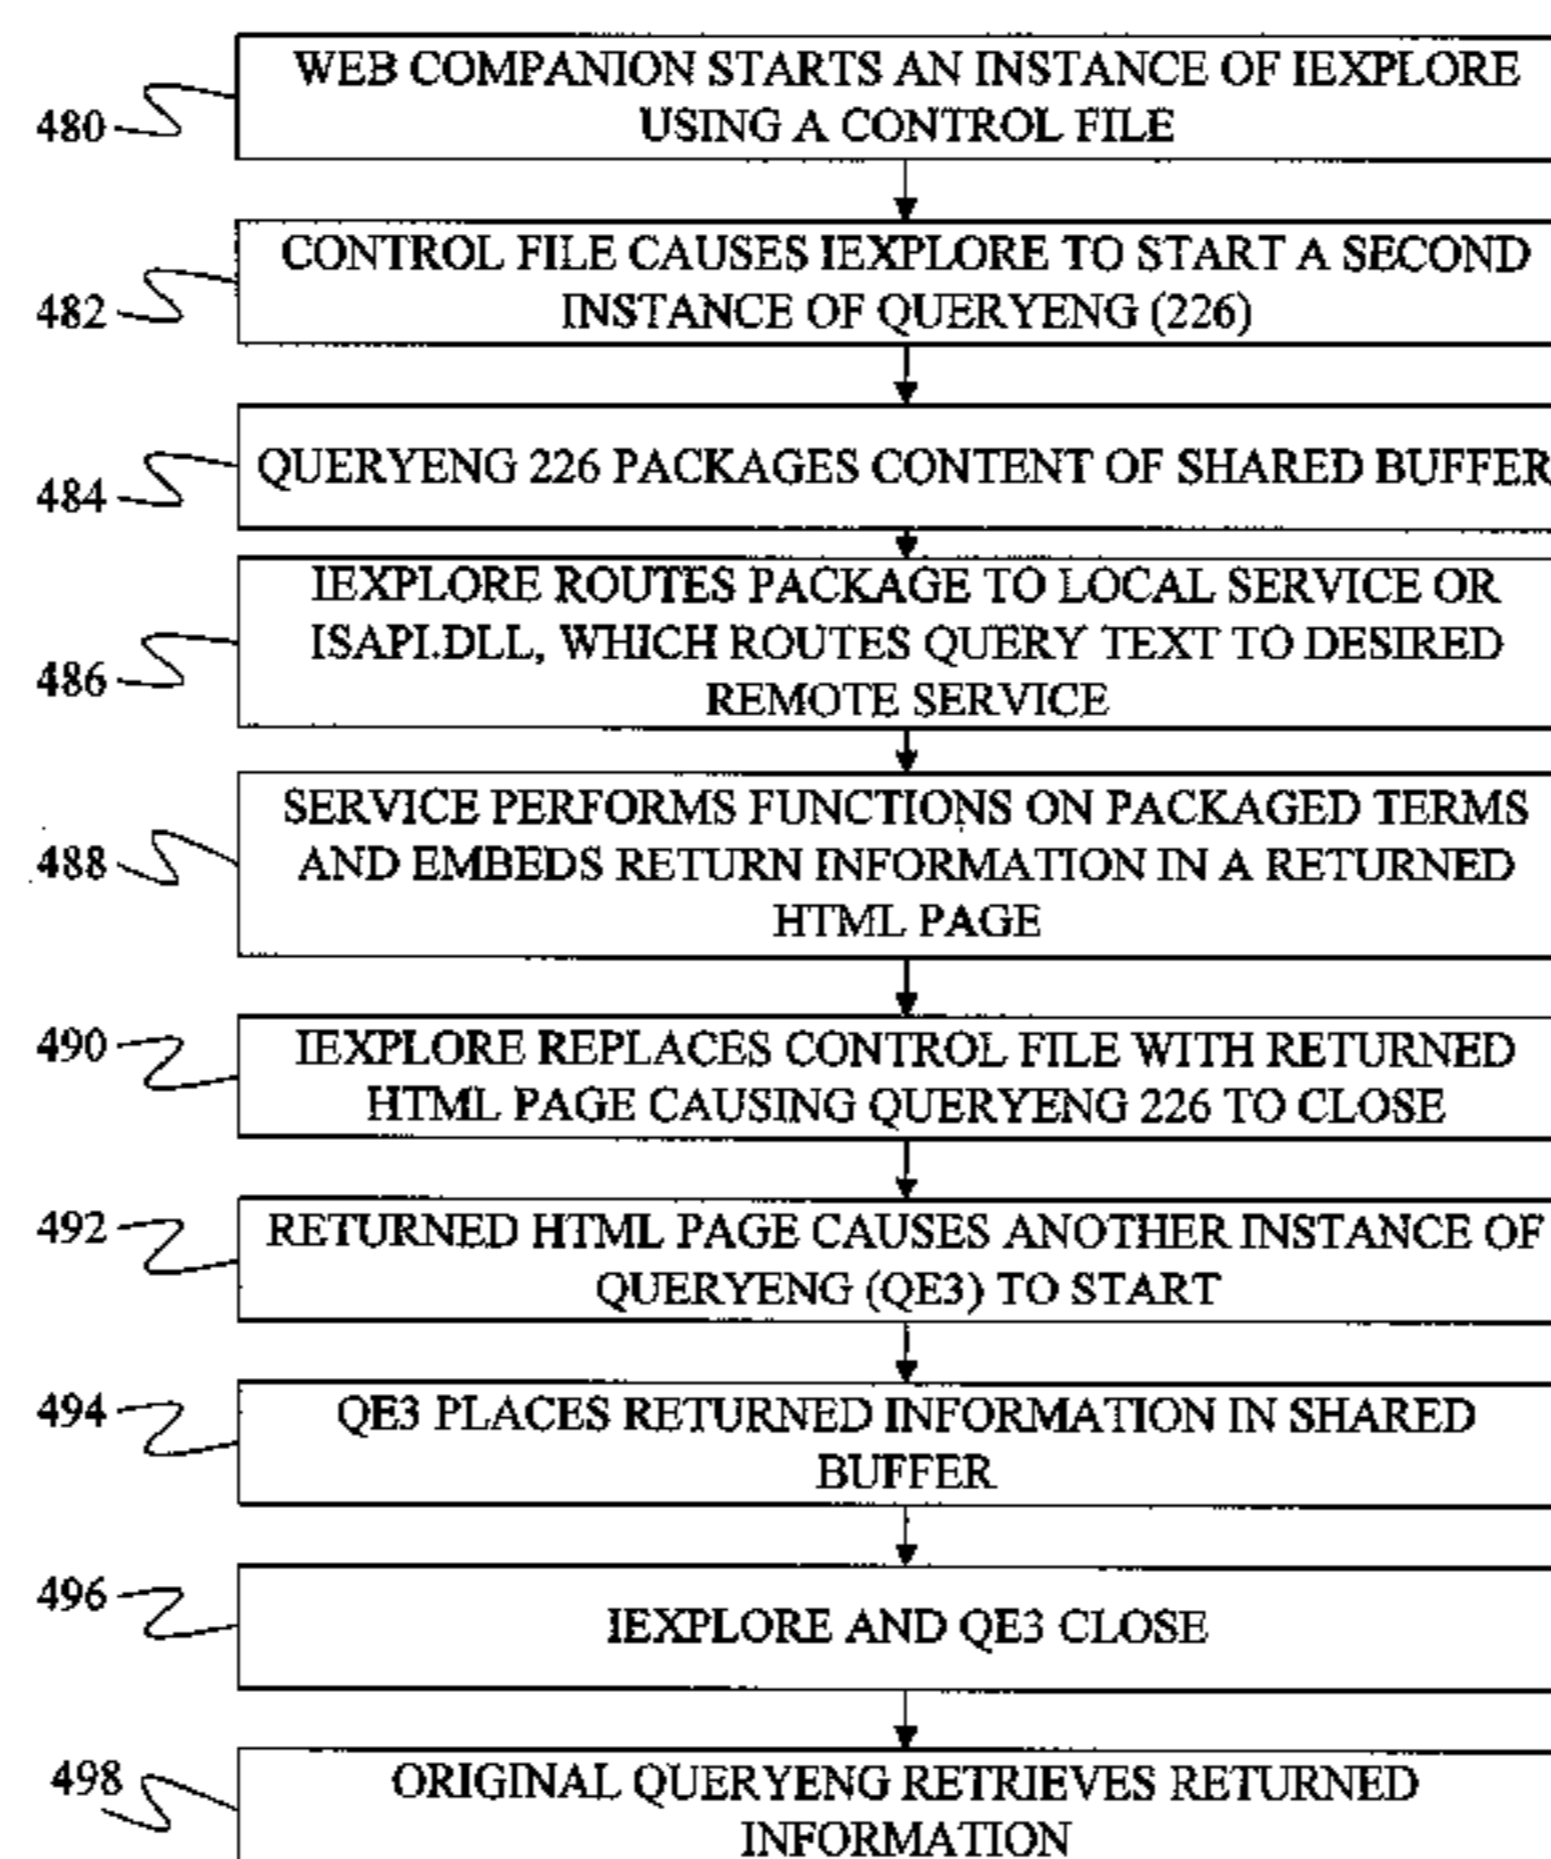 WEB COMPANION STARTS AN INSTANCE OF IEXPLORE
USING A CONTROL FILE
480
CONTROL FILE CAUSES IEXPLORE TO START A SECOND
INSTANCE OF QUERYENG (226)
482
QUERYENG 226 PACKAGES CONTENT OF SHARED BUFFER
484
IEXPLORE ROUTES PACKAGE TO LOCAL SERVICE OR
ISAPI.DLL, WHICH ROUTES QUERY TEXT TO DESIRED
REMOTE SERVICE
486
SERVICE PERFORMS FUNCTIONS ON PACKAGED TERMS
AND EMBEDS RETURN INFORMATION IN A RETURNED
HTML PAGE
488
IEXPLORE REPLACES CONTROL FILE WITH RETURNED
HTML PAGE CAUSING QUERYENG 226 TO CLOSE
490
RETURNED HTML PAGE CAUSES ANOTHER INSTANCE OF
QUERYENG (QE3) TO START
492
QE3 PLACES RETURNED INFORMATION IN SHARED
BUFFER
494
IEXPLORE AND QE3 CLOSE
496
ORIGINAL QUERYENG RETRIEVES RETURNED
INFORMATION
498